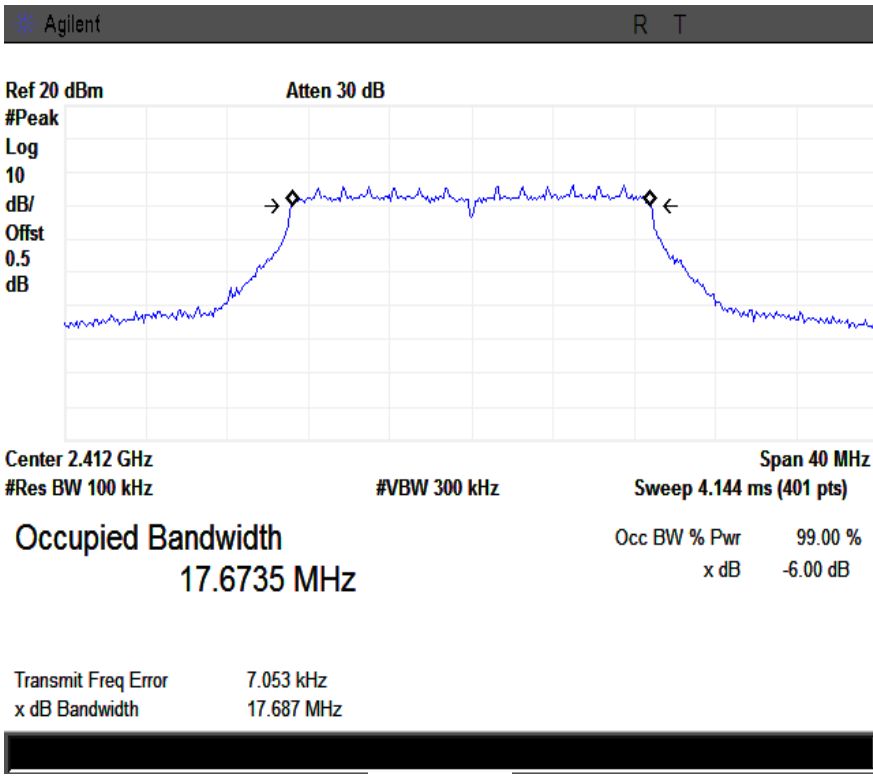 Agilent R T
Ref 20 dBm Atten 30 dB
#Peak
Log
10
dB/
Offst
0.5
dB
Center 2.412 GHz Span 40 MHz
#Res BW 100 kHz #VBW 300 kHz Sweep 4.144 ms (401 pts)
Occupied Bandwidth Occ BW % Pwr 99.00 %
17.6735 MHz x dB -6.00 dB
Transmit Freq Error 7.053 kHz
x dB Bandwidth 17.687 MHz